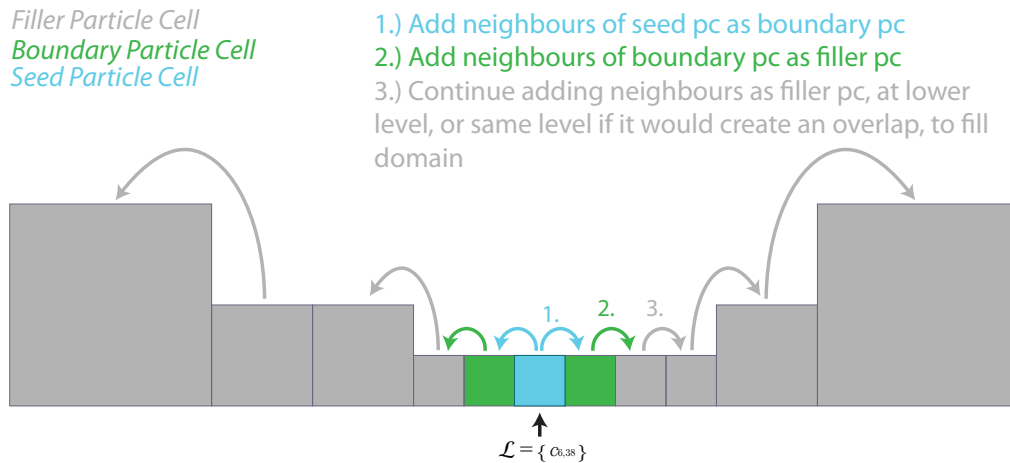 Filler Particle Cell
Boundary Particle Cell
Seed Particle Cell
1.) Add neighbours of seed pc as boundary pc
2.) Add neighbours of boundary pc as filler pc
3.) Continue adding neighbours as filler pc, at lower
level, or same level if it would create an overlap, to fill
domain
1. 2. 3.
ℒ = { c6,38 }